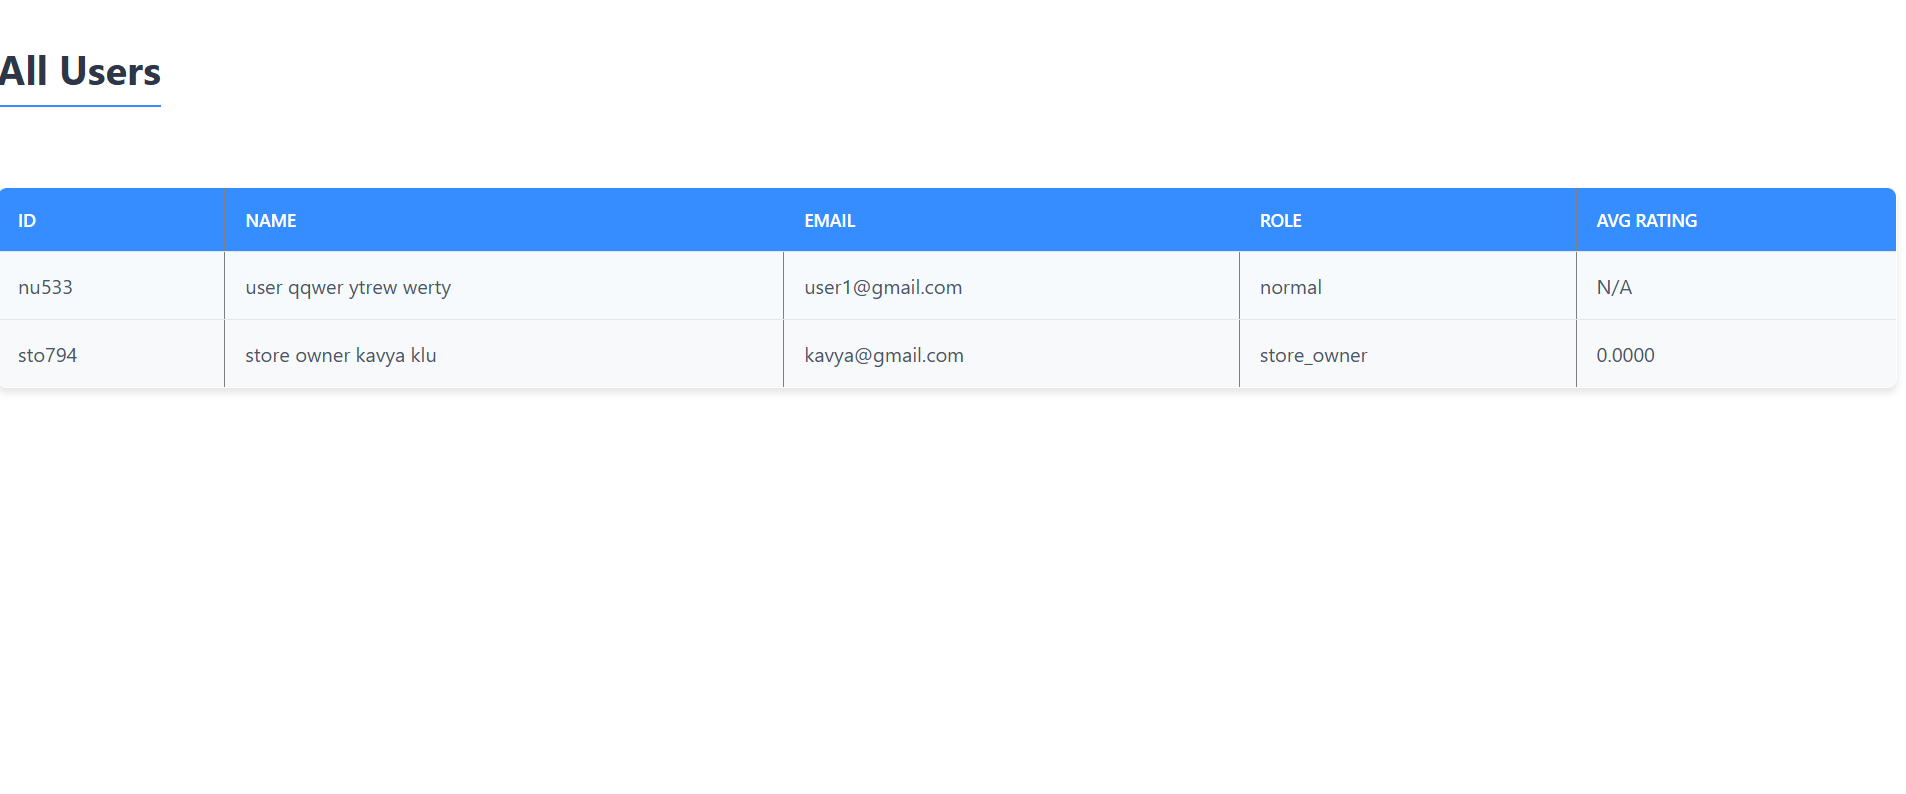 All Users
ID NAME EMAIL ROLE AVG RATING
nu533 user qqwer ytrew werty user1@gmail.com normal N/A
sto794 store owner kavya klu kavya@gmail.com store_owner 0.0000